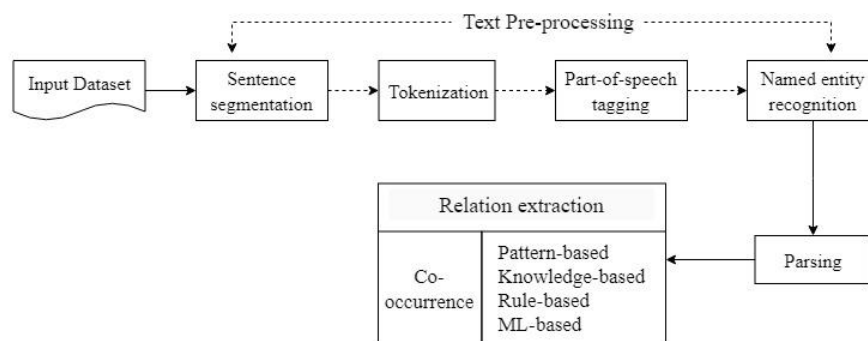 Text Pre-processing
Input Dataset
Sentence
segmentation
Tokenization
Part-of-speech
tagging
Named entity
recognition
Parsing
Relation extraction
Co-
occurrence
Pattern-based
Knowledge-based
Rule-based
ML-based